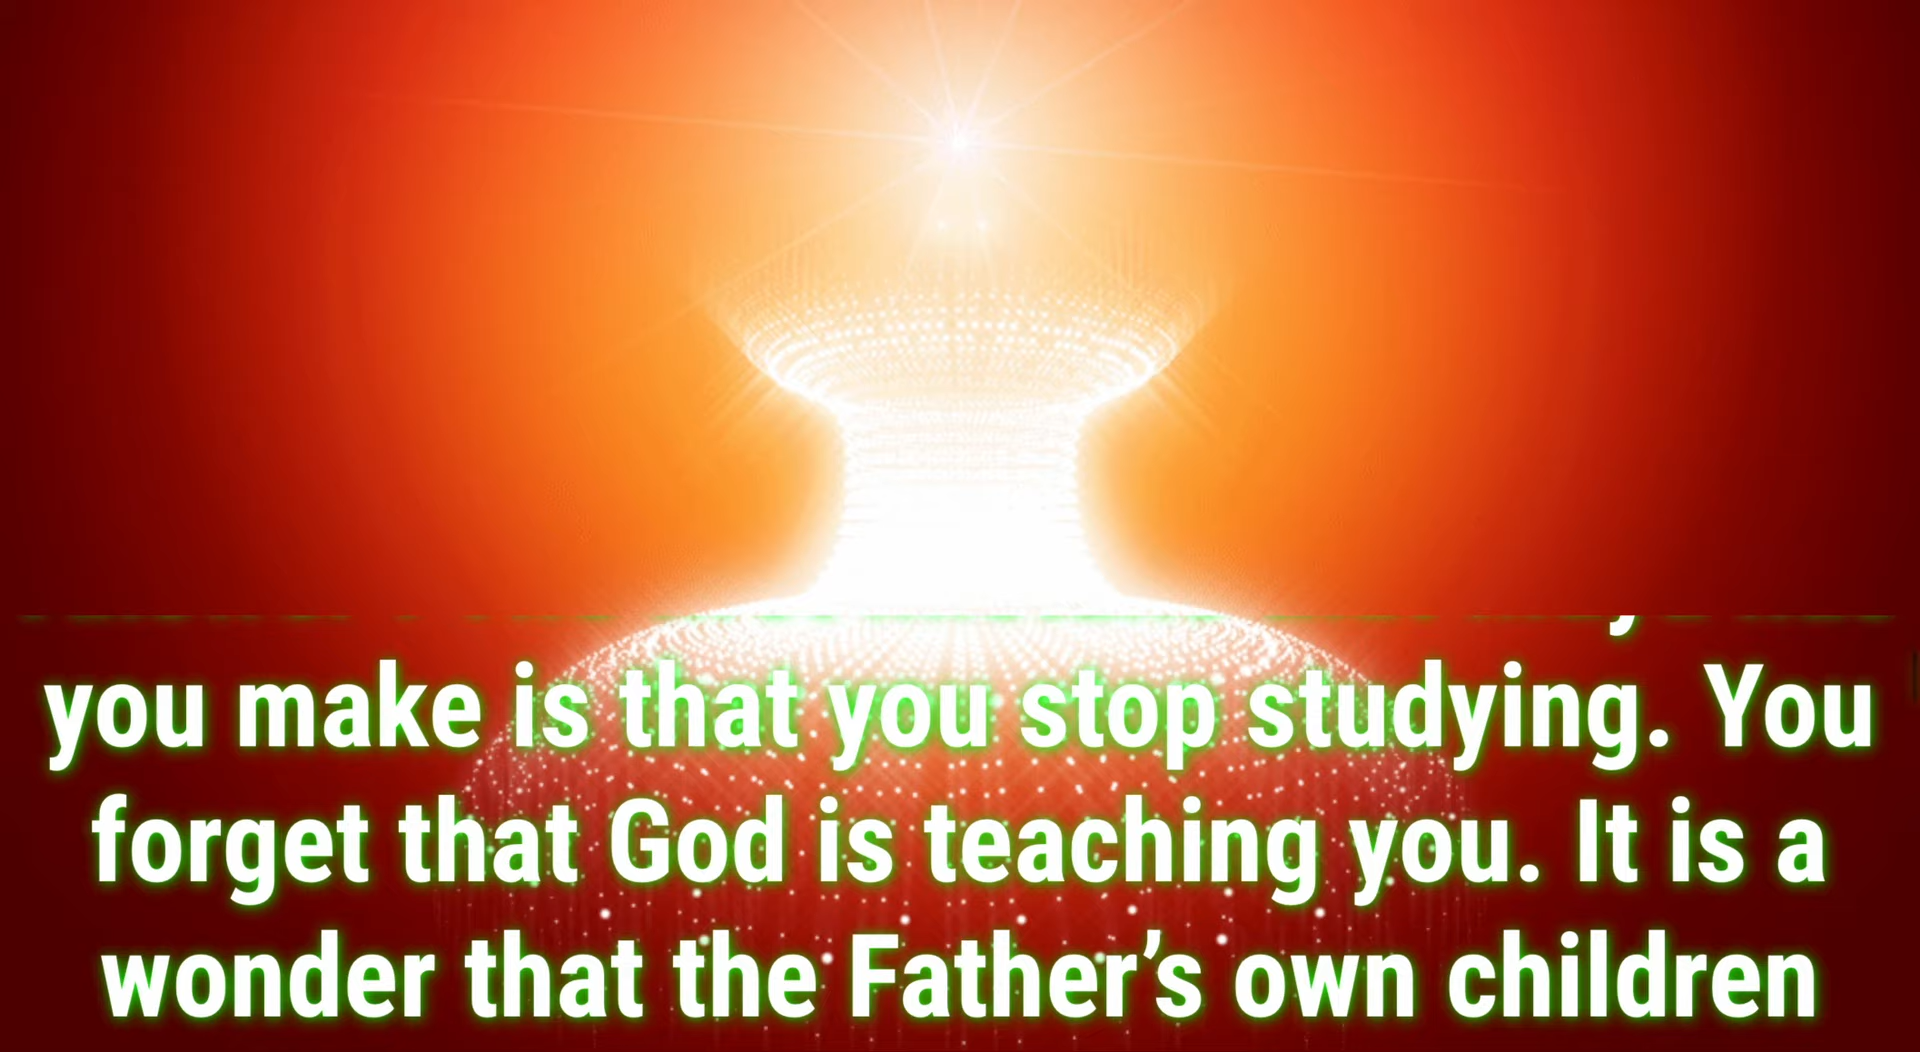 you make is that you stop studying. You
forget that God is teaching you. It is a
wonder that the Father’s own children